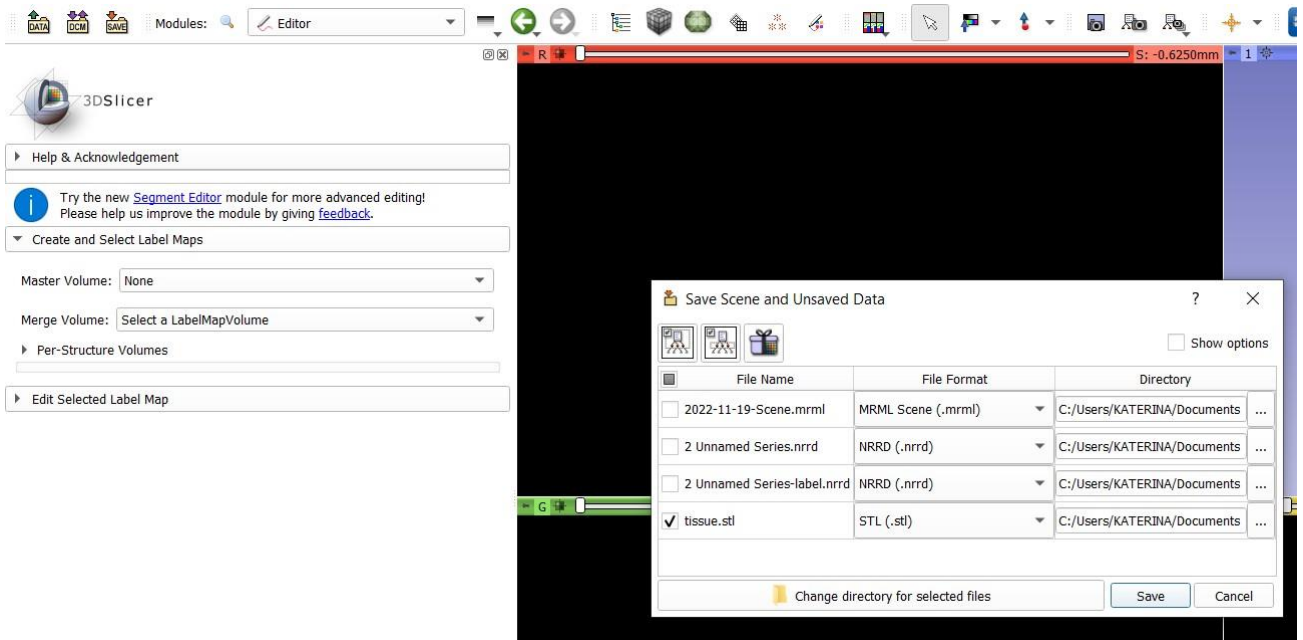 DATA DCM SAVE Modules: Editor
R S: -0.6250mm 1
3DSlicer
Help & Acknowledgement
Try the new Segment Editor module for more advanced editing!
Please help us improve the module by giving feedback.
Create and Select Label Maps
Master Volume: None
Merge Volume: Select a LabelMapVolume
Per-Structure Volumes
Edit Selected Label Map
G
Save Scene and Unsaved Data ?
Show options
File Name File Format Directory
2022-11-19-Scene.mrml MRML Scene (.mrml) C:/Users/KATERINA/Documents ...
2 Unnamed Series.nrrd NRRD (.nrrd) C:/Users/KATERINA/Documents ...
2 Unnamed Series-label.nrrd NRRD (.nrrd) C:/Users/KATERINA/Documents ...
tissue.stl STL (.stl) C:/Users/KATERINA/Documents ...
Change directory for selected files Save Cancel